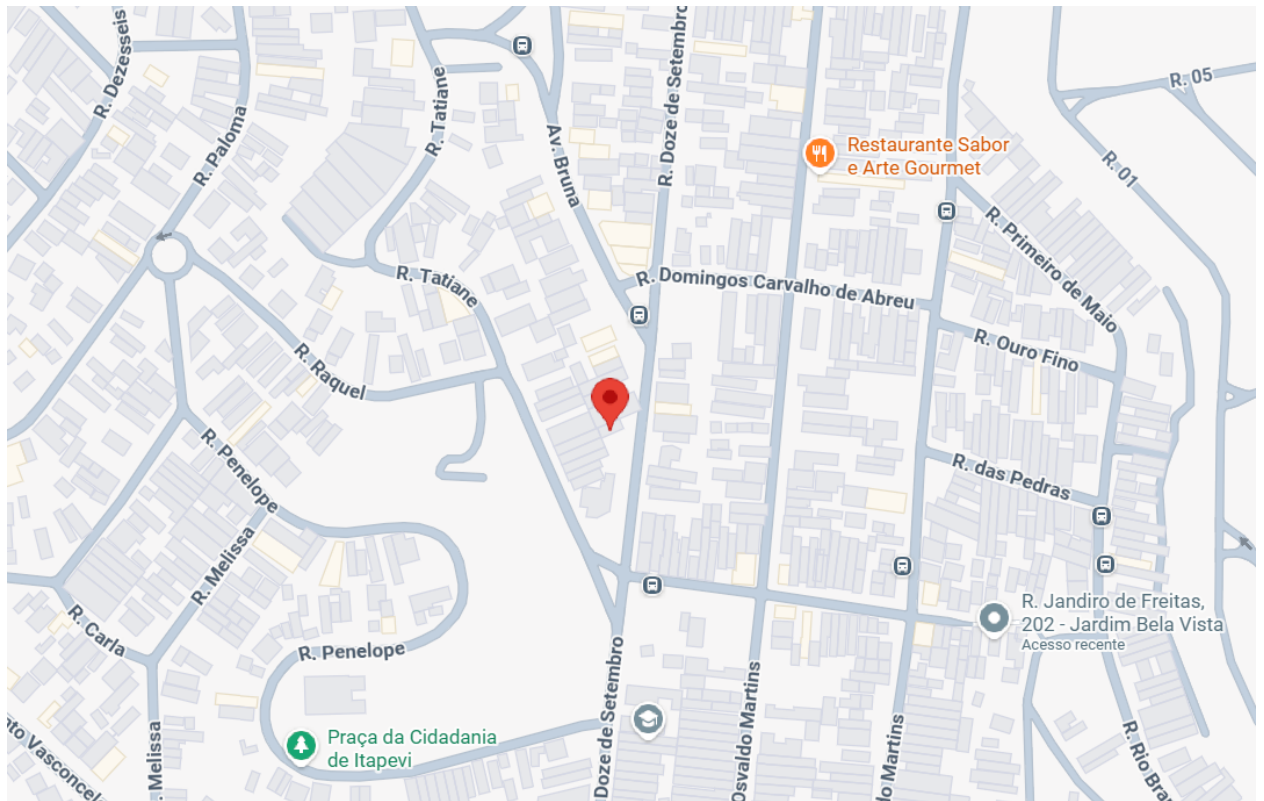 R. Dezesseis
R. Paloma
R. Tatiane
Av. Bruna
R. Doze de Setembro
Restaurante Sabor
e Arte Gourmet
R. 05
R. 01
R. Primeiro de Maio
R. Tatiane
R. Domingos Carvalho de Abreu
R. Ouro Fino
R. Raquel
R. Penelope
R. das Pedras
R. Melissa
R. Carla
R. Penelope
R. Jandiro de Freitas,
202 - Jardim Bela Vista
Acesso recente
Praça da Cidadania
de Itapevi
Doze de Setembro
Osvaldo Martins
do Martins
R. Rio Bra
Melissa
ato Vasconcel